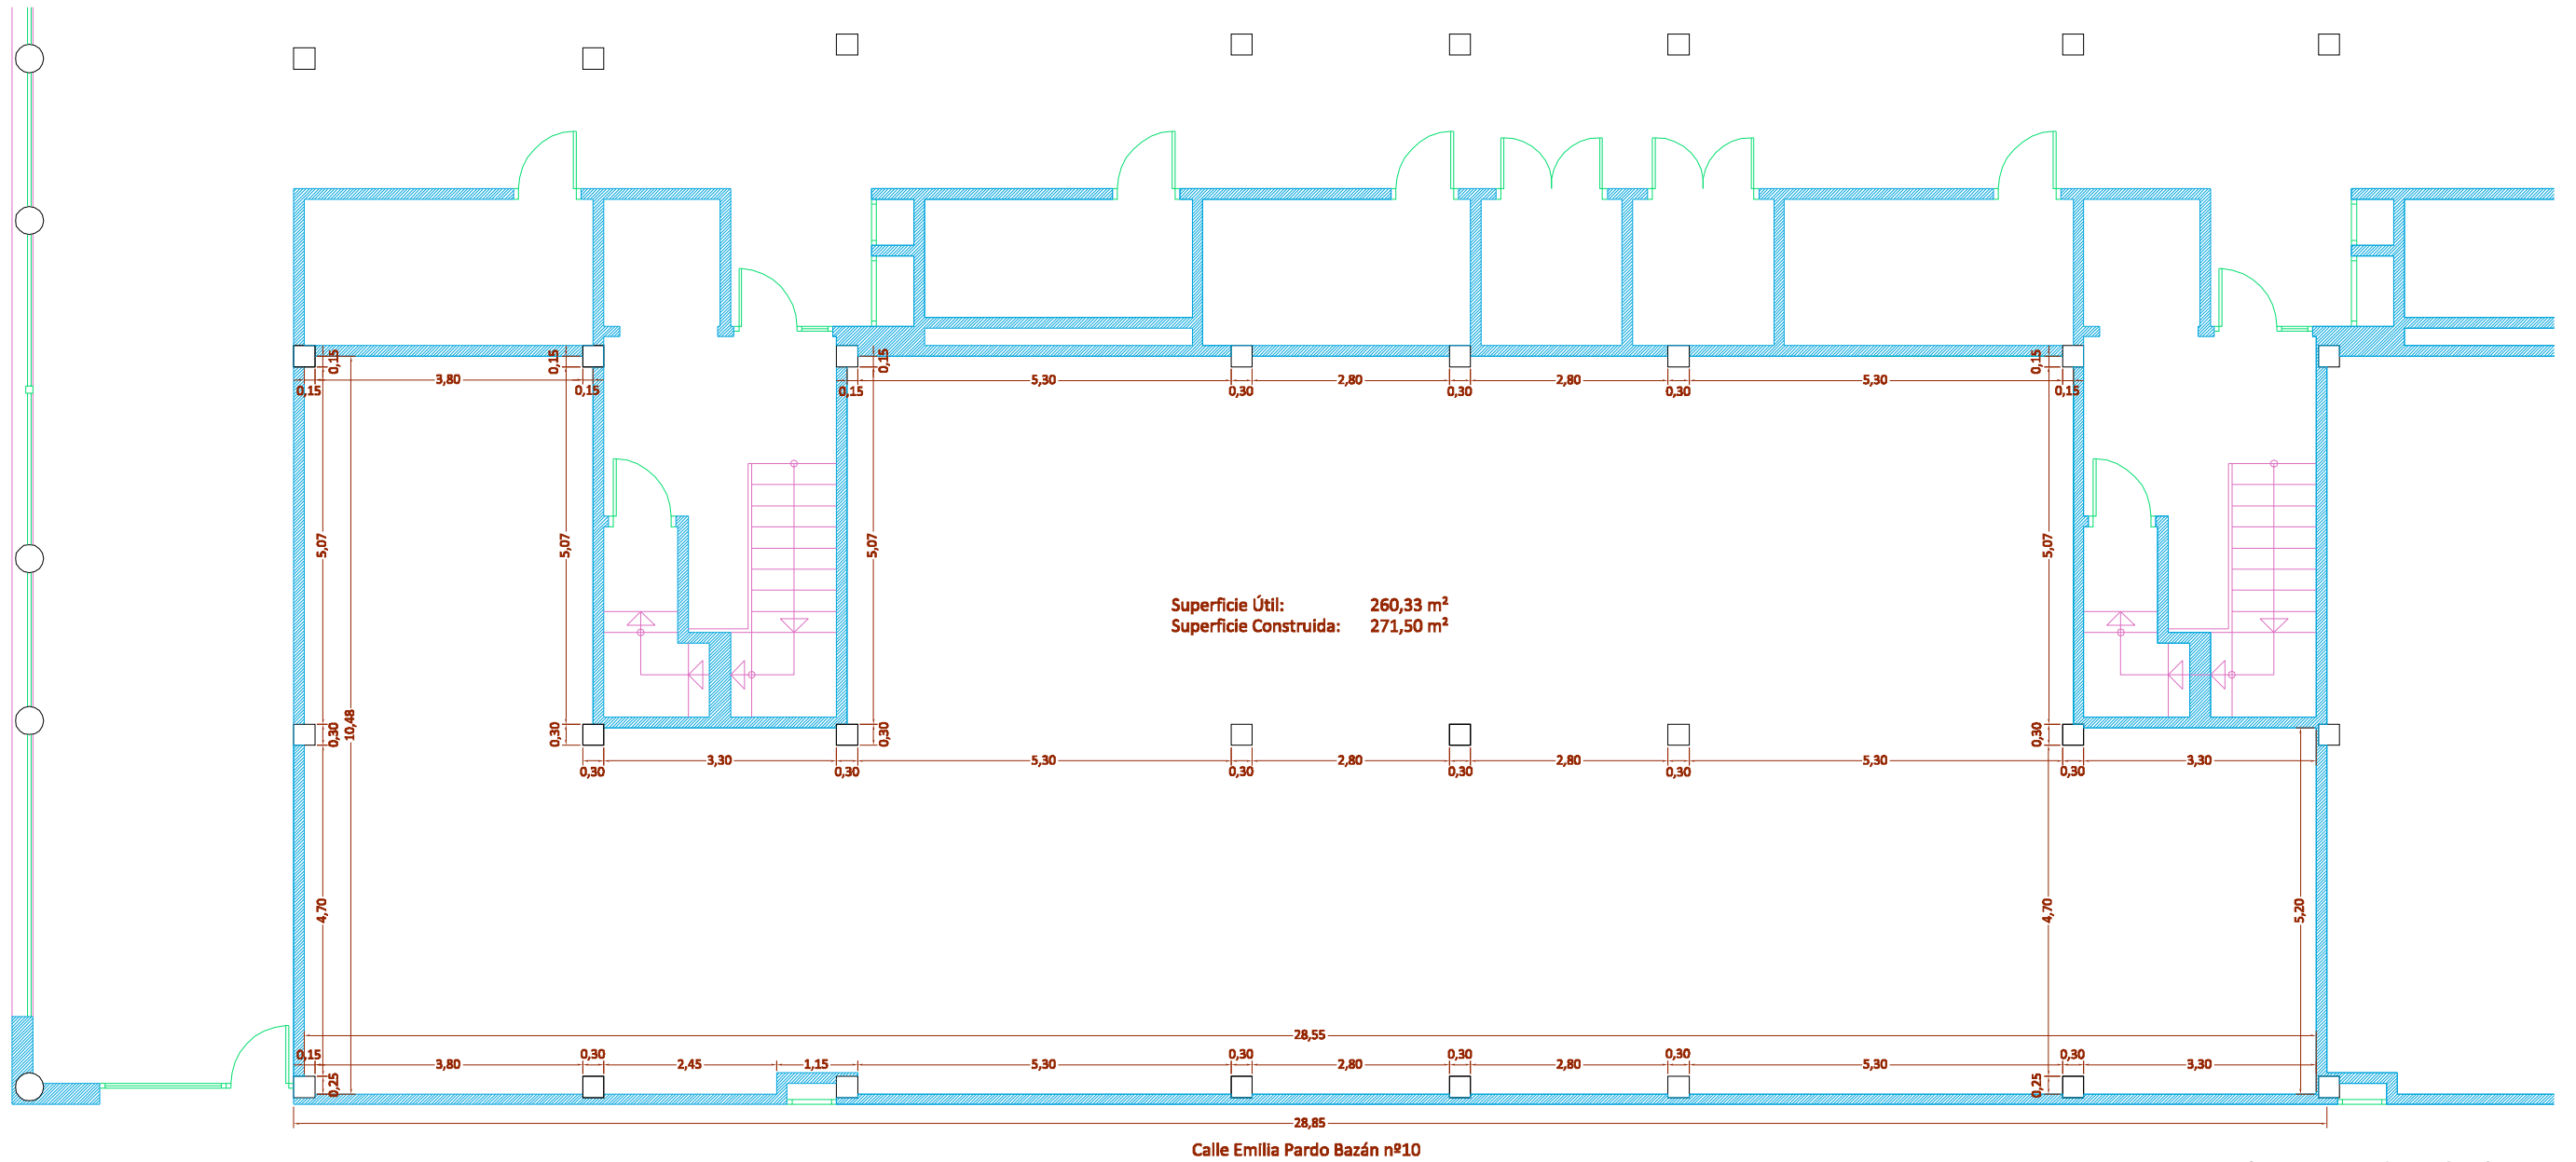 0,15 0,15 0,15 0,15
3,80 5,30 2,80 2,80 5,30
0,15 0,15 0,15 0,30 0,30 0,30 0,15
5,07 5,07 5,07 5,07
Superficie Útil: 260,33 m²
Superficie Construida: 271,50 m²
0,30 10,48 0,30 0,30 0,30
3,30 5,30 2,80 2,80 5,30 3,30
0,30 0,30 0,30 0,30 0,30 0,30
4,70 4,70 5,20
28,55
0,15 0,30 0,30 0,30 0,30 0,30
3,80 2,45 1,15 5,30 2,80 2,80 5,30 3,30
0,25 0,25
28,85
Calle Emilia Pardo Bazán nº10